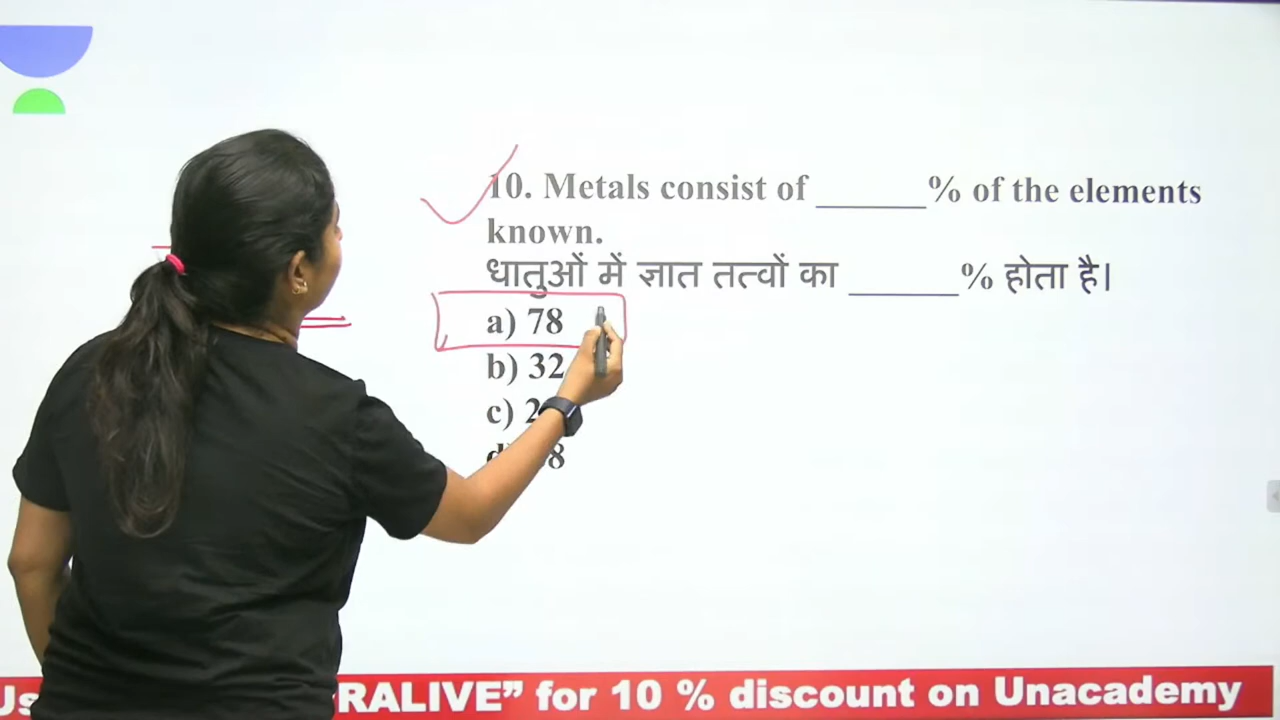 10. Metals consist of ______% of the elements
known.
धातुओं में ज्ञात तत्वों का ______% होता है।
a) 78
b) 32
c)
RALIVE” for 10 % discount on Unacademy